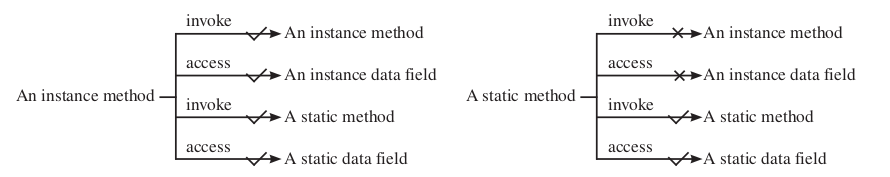 invoke
An instance method
access
An instance data field
An instance method
invoke
A static method
access
A static data field
invoke
An instance method
access
An instance data field
A static method
invoke
A static method
access
A static data field